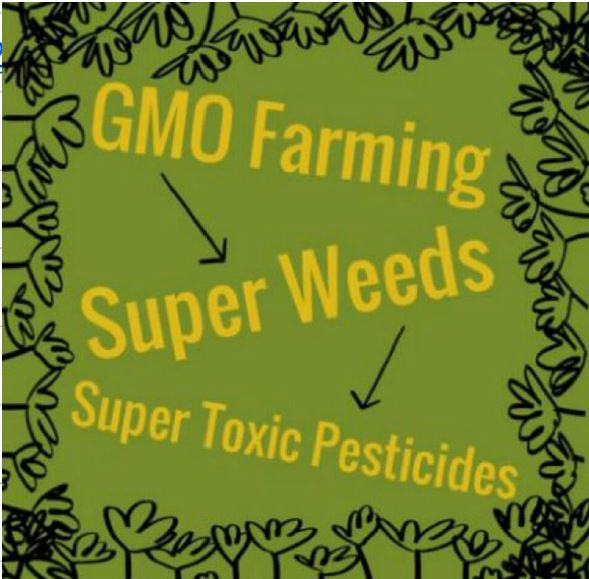 GMO Farming
Super Weeds
Super Toxic Pesticides